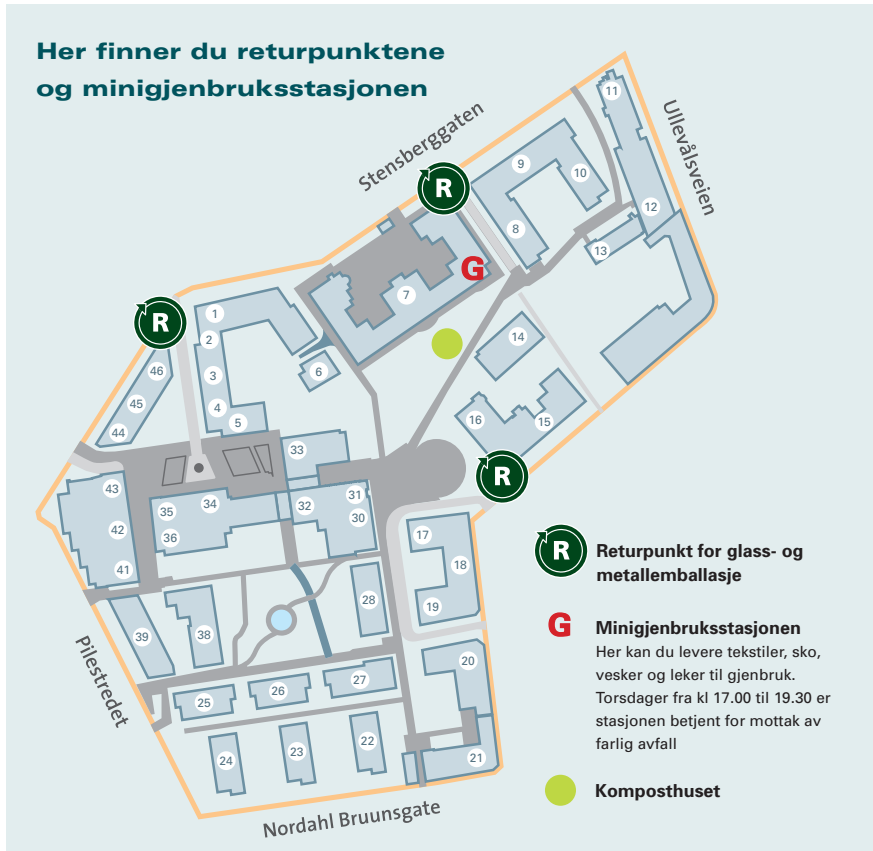 Her finner du returpunktene
og minigjenbruksstasjonen
Stensberggaten
Ullevålsveien
11
R
9
10
12
8
13
G
7
1
R
2
14
6
46
3
45
4
16
15
44
5
33
R
43
31
34
32
35
30
42
17
36
41
18
28
19
39
38
20
27
26
25
22
23
24
21
Pilestredet
Nordahl Bruunsgate
R
Returpunkt for glass- og
metallemballasje
G
Minigjenbruksstasjonen
Her kan du levere tekstiler, sko,
vesker og leker til gjenbruk.
Torsdager fra kl 17.00 til 19.30 er
stasjonen betjent for mottak av
farlig avfall
Komposthuset